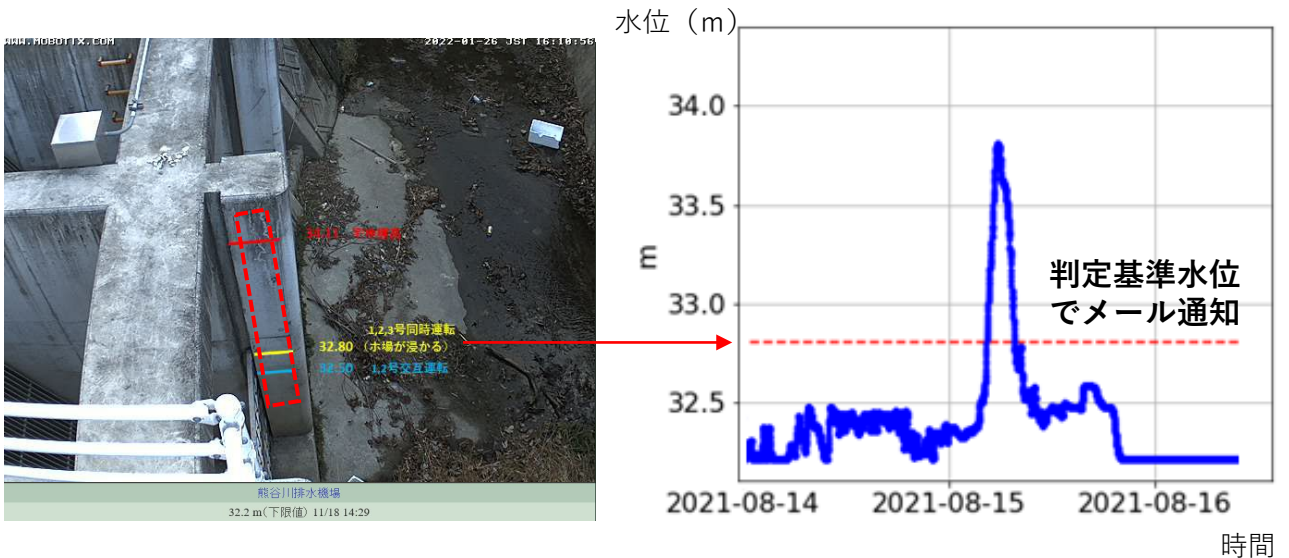 WWW.MOBOTIX.COM
2022-01-26 JST 16:10:56
1,2,3号同時運転
32.80 （ホ場が浸かる）
32.50 1,2号交互運転
熊谷川排水機場
32.2 m(下限値) 11/18 14:29
水位（m）
34.0
33.5
33.0
32.5
m
判定基準水位
でメール通知
2021-08-14
2021-08-15
2021-08-16
時間